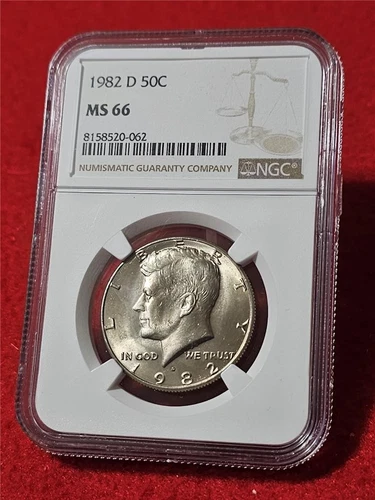 1982 D 50C
MS 66
8158520-062
NUMISMATIC GUARANTY COMPANY
NGC®
LIBERTY
IN GOD WE TRUST
D
1982